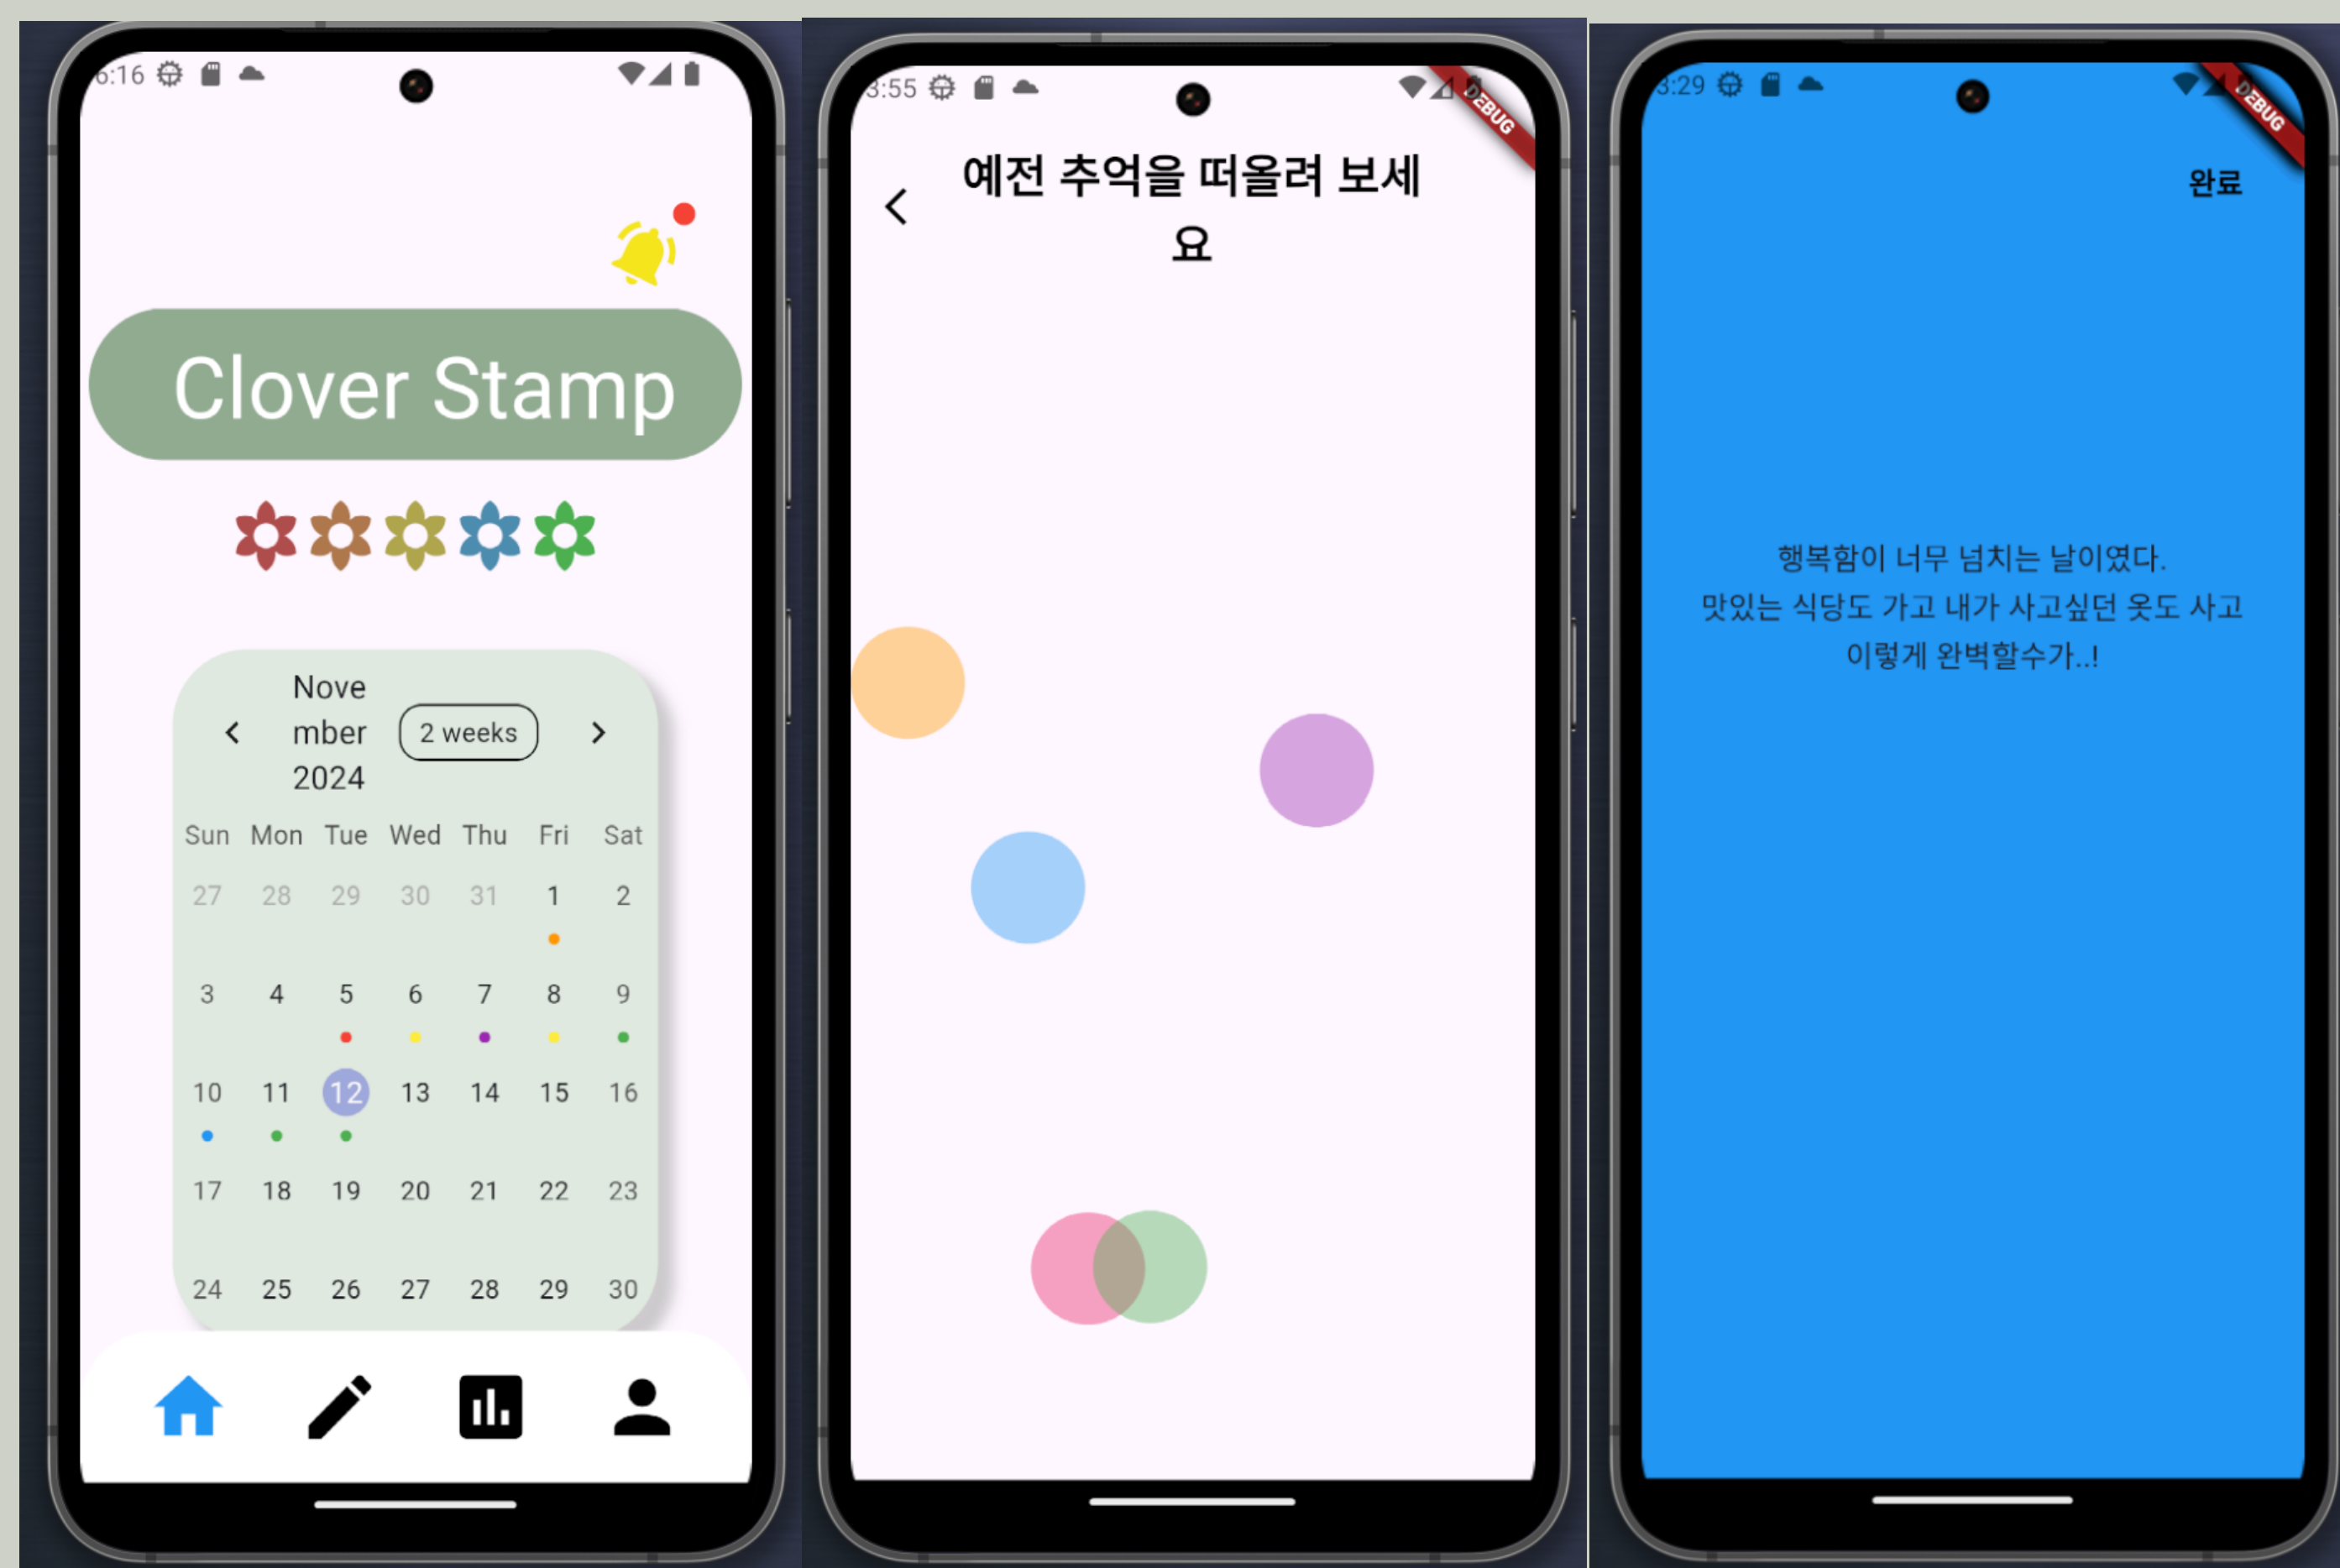 6:16
Clover Stamp
Nove
mber
2024
2 weeks
Sun Mon Tue Wed Thu Fri Sat
27 28 29 30 31 1 2
3 4 5 6 7 8 9
10 11 12 13 14 15 16
17 18 19 20 21 22 23
24 25 26 27 28 29 30
3:55
DEBUG
예전 추억을 떠올려 보세
요
3:29
DEBUG
완료
행복함이 너무 넘치는 날이였다.
맛있는 식당도 가고 내가 사고싶던 옷도 사고
이렇게 완벽할수가..!